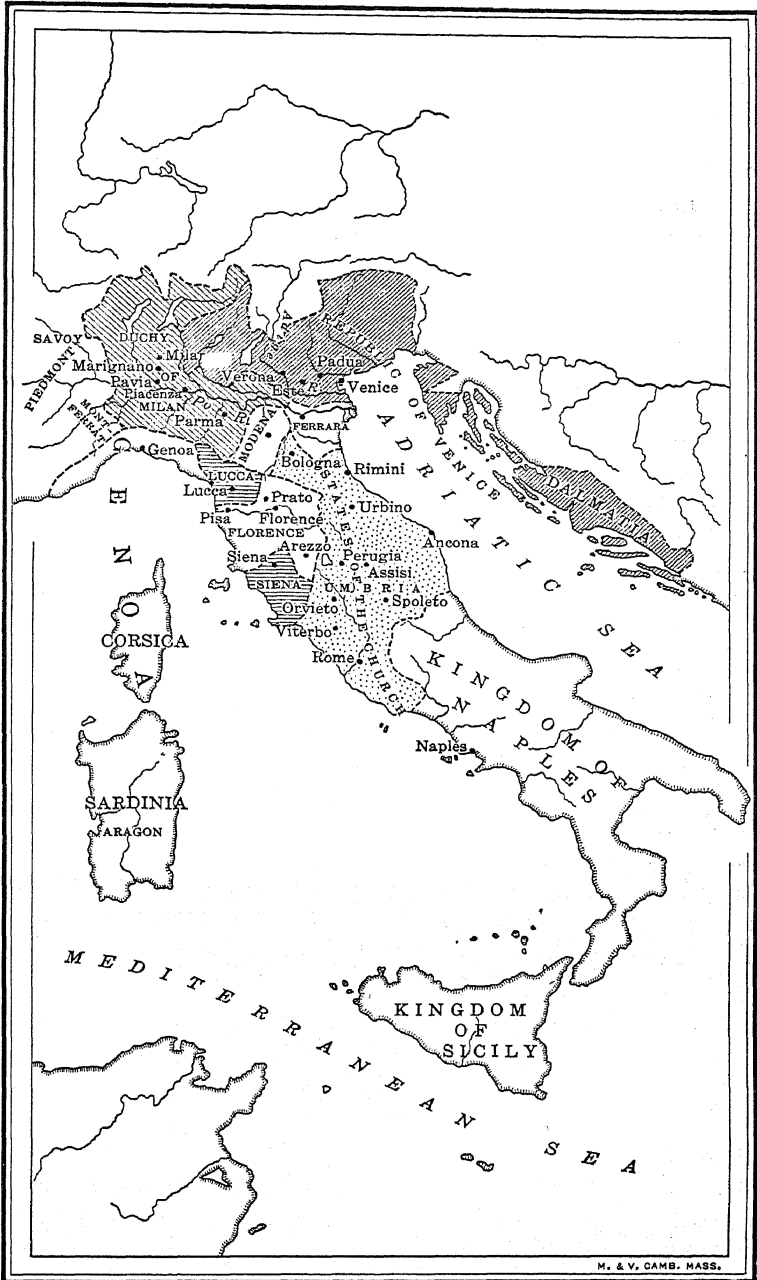 SAVOY
PIEDMONT
MONT-
FERRAT
DUCHY
OF
MILAN
Milan
Marignano
Pavia
Piacenza
Parma
Po R.
Verona
Este
Padua
Venice
REPUBLIC OF VENICE
MODENA
FERRARA
DALMATIA
ADRIATIC SEA
GENOA
Genoa
LUCCA
Lucca
Bologna
Rimini
Prato
Pisa
Florence
FLORENCE
Urbino
Ancona
Arezzo
Siena
SIENA
Perugia
Assisi
UMBRIA
Spoleto
Orvieto
Viterbo
Rome
STATES OF THE CHURCH
CORSICA
KINGDOM OF
NAPLES
Naples
SARDINIA
ARAGON
MEDITERRANEAN SEA
KINGDOM
OF
SICILY
M. & V. CAMB. MASS.